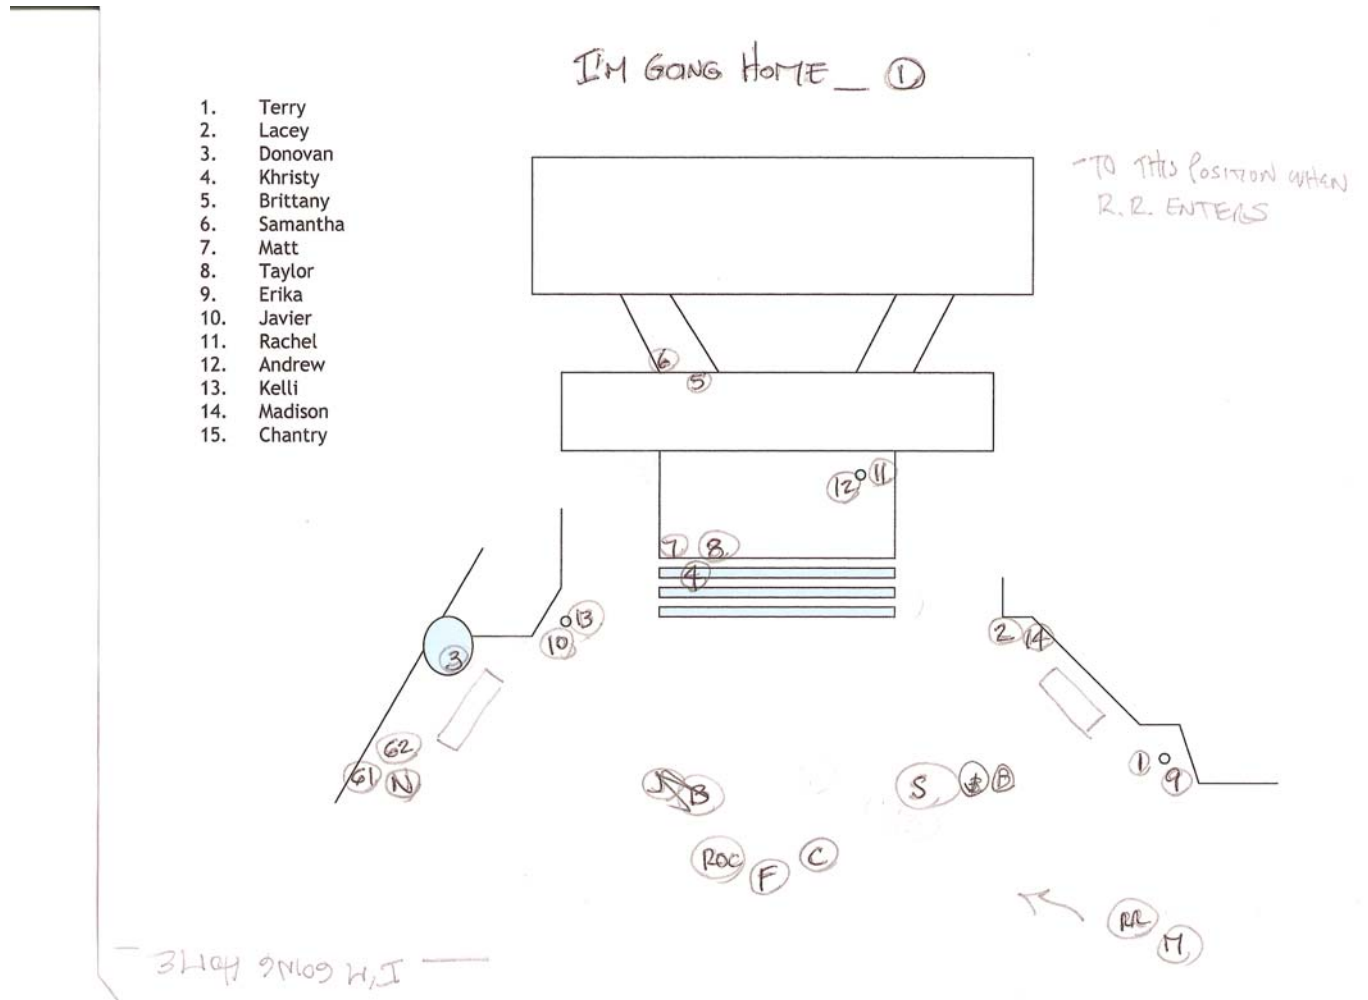 I'M GOING HOME_ ①
1. Terry
2. Lacey
3. Donovan
4. Khristy
5. Brittany
6. Samantha
7. Matt
8. Taylor
9. Erika
10. Javier
11. Rachel
12. Andrew
13. Kelli
14. Madison
15. Chantry
-TO THIS POSITION WHEN
R.R. ENTERS
6
5
12 11
7 8
4
13
10
3
2 14
62
61 N
1
9
B
S B
ROC F C
RR
M
I'M GOING HOME